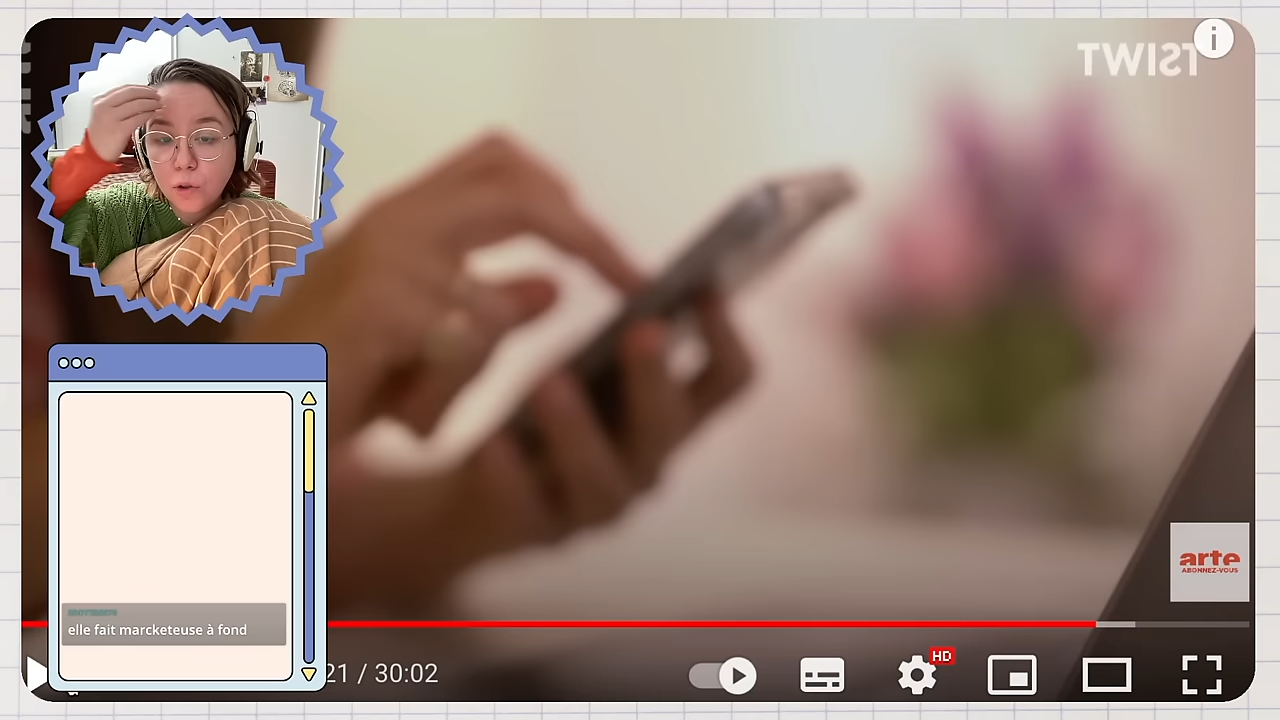 TWIST
elle fait marcketeuse à fond
arte
ABONNEZ-VOUS
21 / 30:02
HD